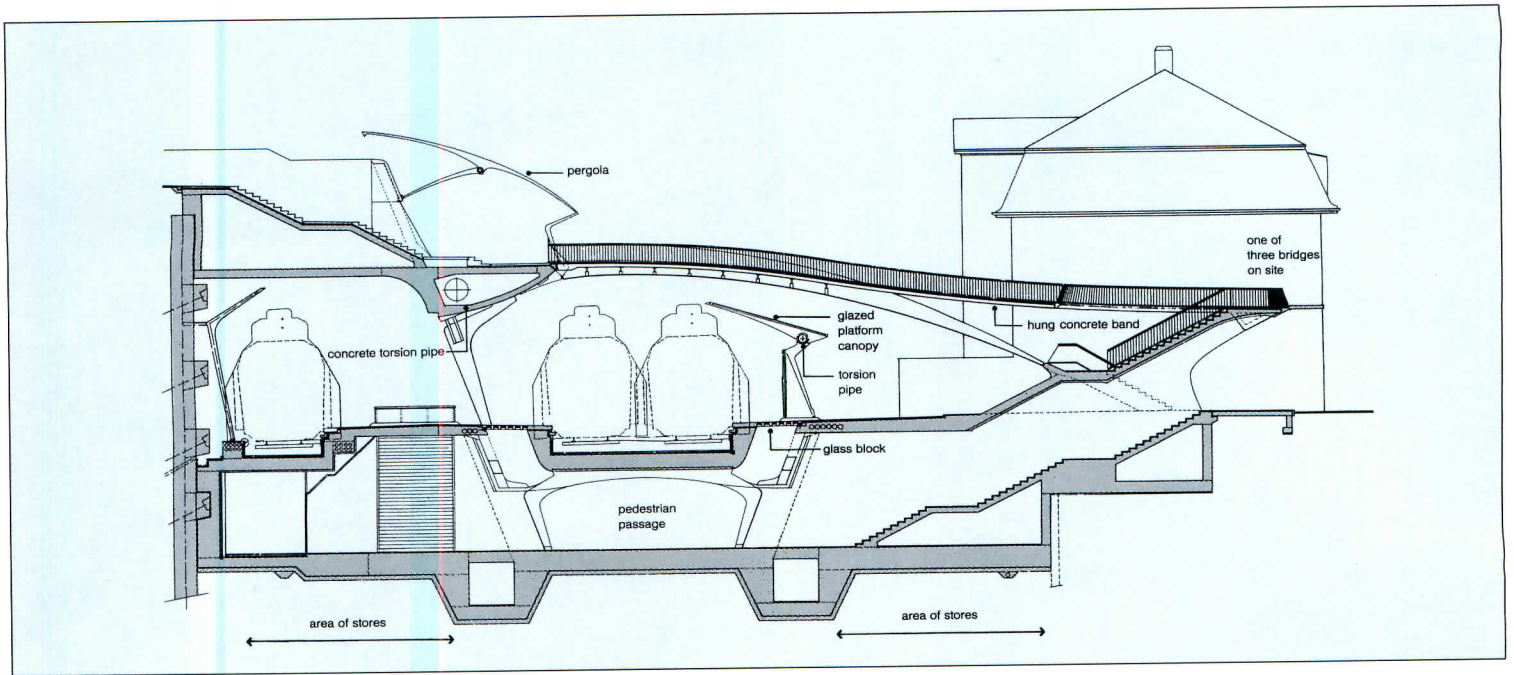 pergola
one of
three bridges
on site
glazed
platform
canopy
hung concrete band
concrete torsion pipe
torsion
pipe
glass block
pedestrian
passage
area of stores
area of stores